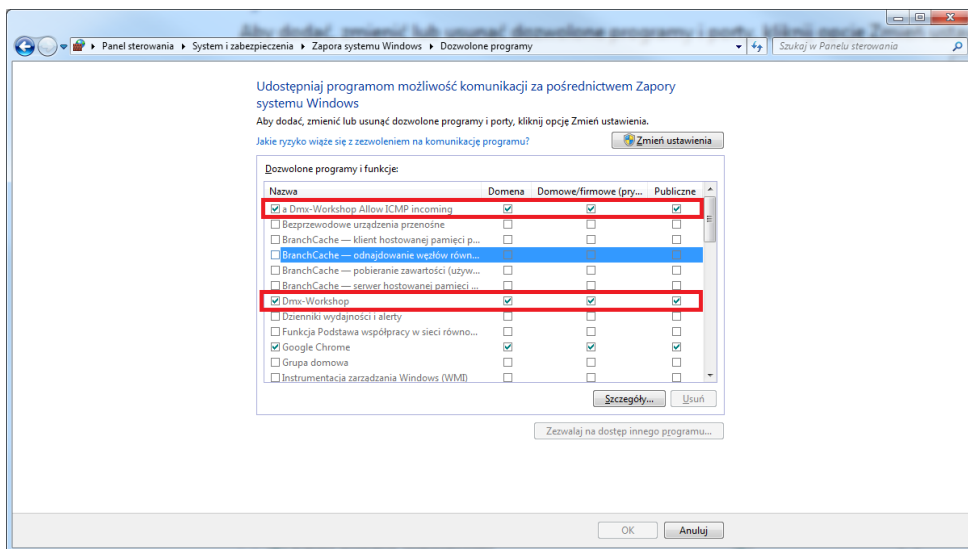 Panel sterowania ▸ System i zabezpieczenia ▸ Zapora systemu Windows ▸ Dozwolone programy
Szukaj w Panelu sterowania
Udostępniaj programom możliwość komunikacji za pośrednictwem Zapory
systemu Windows
Aby dodać, zmienić lub usunąć dozwolone programy i porty, kliknij opcję Zmień ustawienia.
Jakie ryzyko wiąże się z zezwoleniem na komunikację programu?
Zmień ustawienia
Dozwolone programy i funkcje:
Nazwa Domena Domowe/firmowe (pry... Publiczne
a Dmx-Workshop Allow ICMP incoming
Bezprzewodowe urządzenia przenośne
BranchCache — klient hostowanej pamięci p...
BranchCache — odnajdowanie węzłów równ...
BranchCache — pobieranie zawartości (używ...
BranchCache — serwer hostowanej pamięci ...
Dmx-Workshop
Dzienniki wydajności i alerty
Funkcja Podstawa współpracy w sieci równo...
Google Chrome
Grupa domowa
Instrumentacja zarządzania Windows (WMI)
Szczegóły... Usuń
Zezwalaj na dostęp innego programu...
OK Anuluj